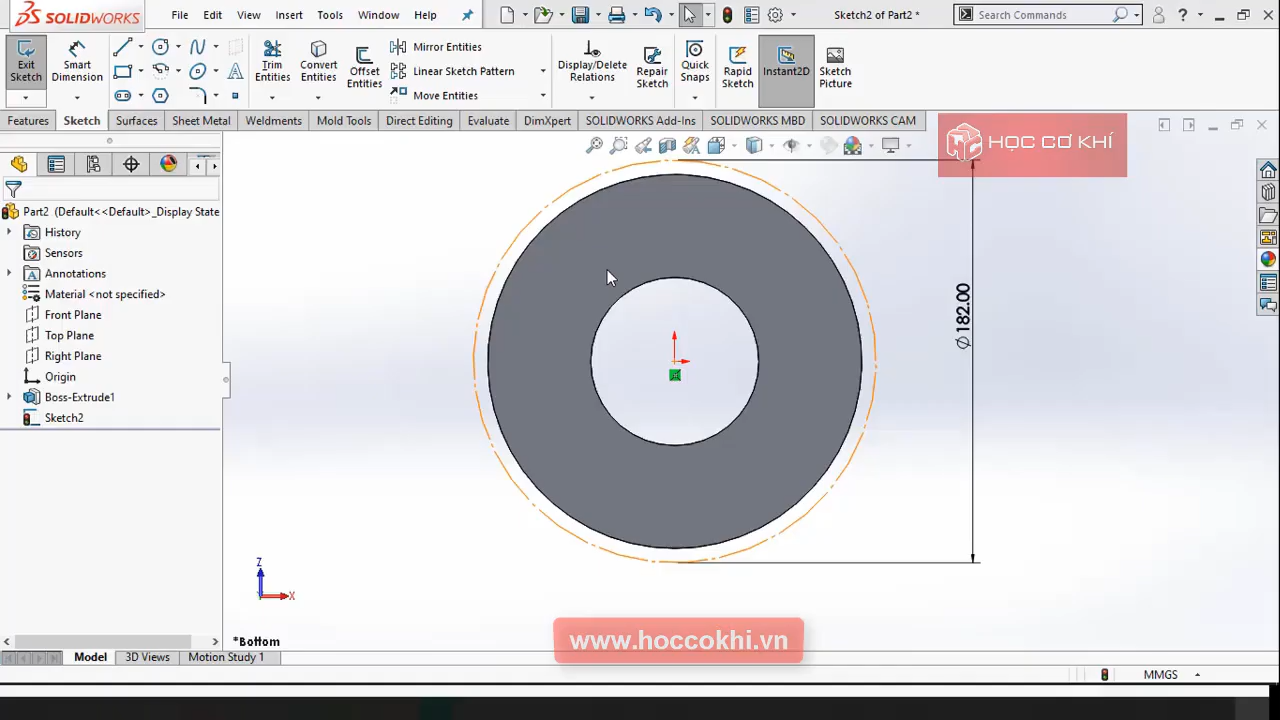 SOLIDWORKS
File Edit View Insert Tools Window Help
Sketch2 of Part2 *
Search Commands
?
Exit Sketch
Smart Dimension
Trim Entities
Convert Entities
Offset Entities
Mirror Entities
Linear Sketch Pattern
Move Entities
Display/Delete Relations
Repair Sketch
Quick Snaps
Rapid Sketch
Instant2D
Sketch Picture
Features Sketch Surfaces Sheet Metal Weldments Mold Tools Direct Editing Evaluate DimXpert SOLIDWORKS Add-Ins SOLIDWORKS MBD SOLIDWORKS CAM
HỌC CƠ KHÍ
Part2 (Default<<Default>_Display State
History
Sensors
Annotations
Material <not specified>
Front Plane
Top Plane
Right Plane
Origin
Boss-Extrude1
Sketch2
∅182.00
Z
X
*Bottom
www.hoccokhi.vn
Model 3D Views Motion Study 1
MMGS